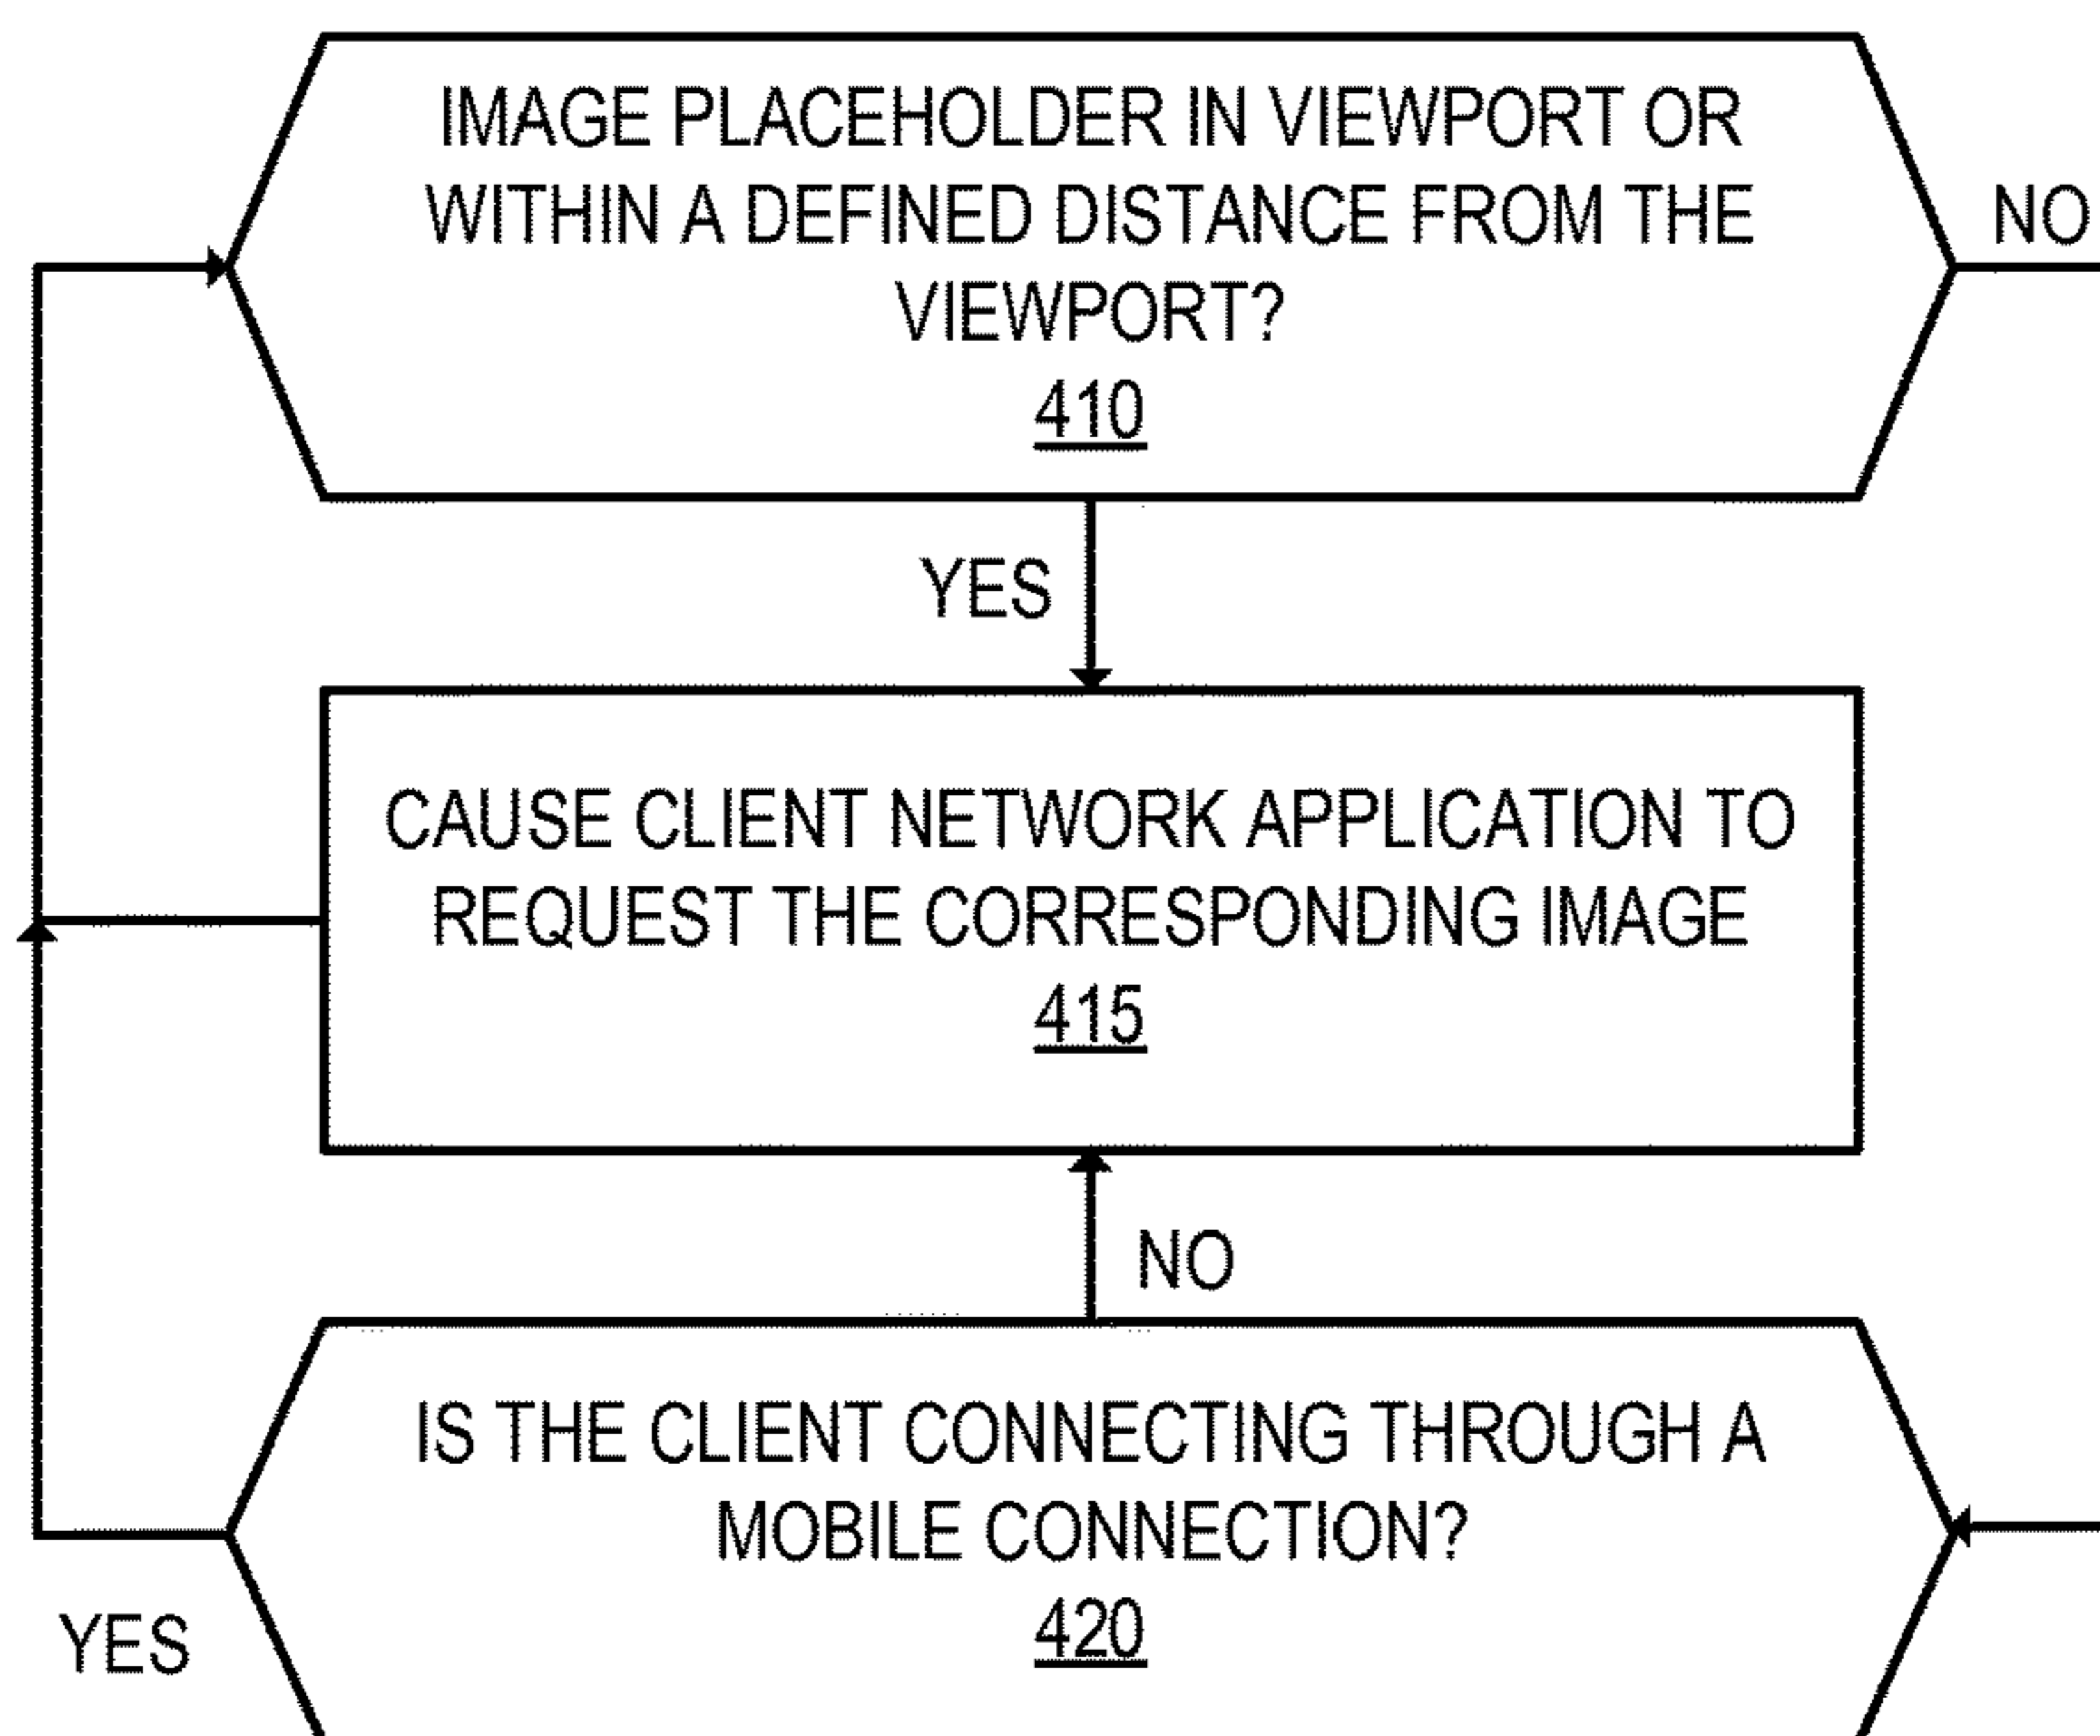 IMAGE PLACEHOLDER IN VIEWPORT OR
WITHIN A DEFINED DISTANCE FROM THE
VIEWPORT?
410
NO
YES
CAUSE CLIENT NETWORK APPLICATION TO
REQUEST THE CORRESPONDING IMAGE
415
NO
IS THE CLIENT CONNECTING THROUGH A
MOBILE CONNECTION?
420
YES